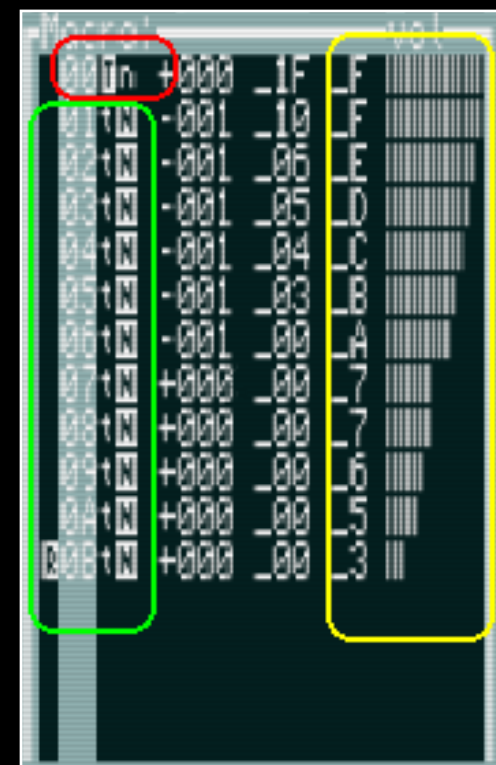 Macro: vol
00Tn +000 _1F _F
01tN -001 _10 _F
02tN -001 _06 _E
03tN -001 _05 _D
04tN -001 _04 _C
05tN -001 _03 _B
06tN -001 _00 _A
07tN +000 _00 _7
08tN +000 _00 _7
09tN +000 _00 _6
0AtN +000 _00 _5
0BtN +000 _00 _3